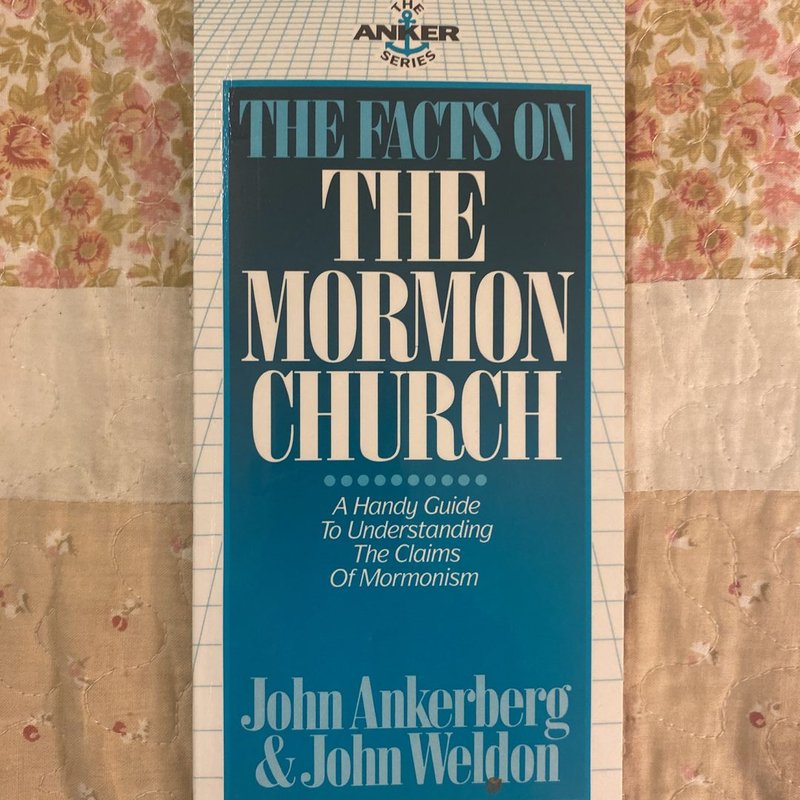 THE
ANKER
SERIES
THE FACTS ON
THE
MORMON
CHURCH
A Handy Guide
To Understanding
The Claims
Of Mormonism
John Ankerberg
& John Weldon